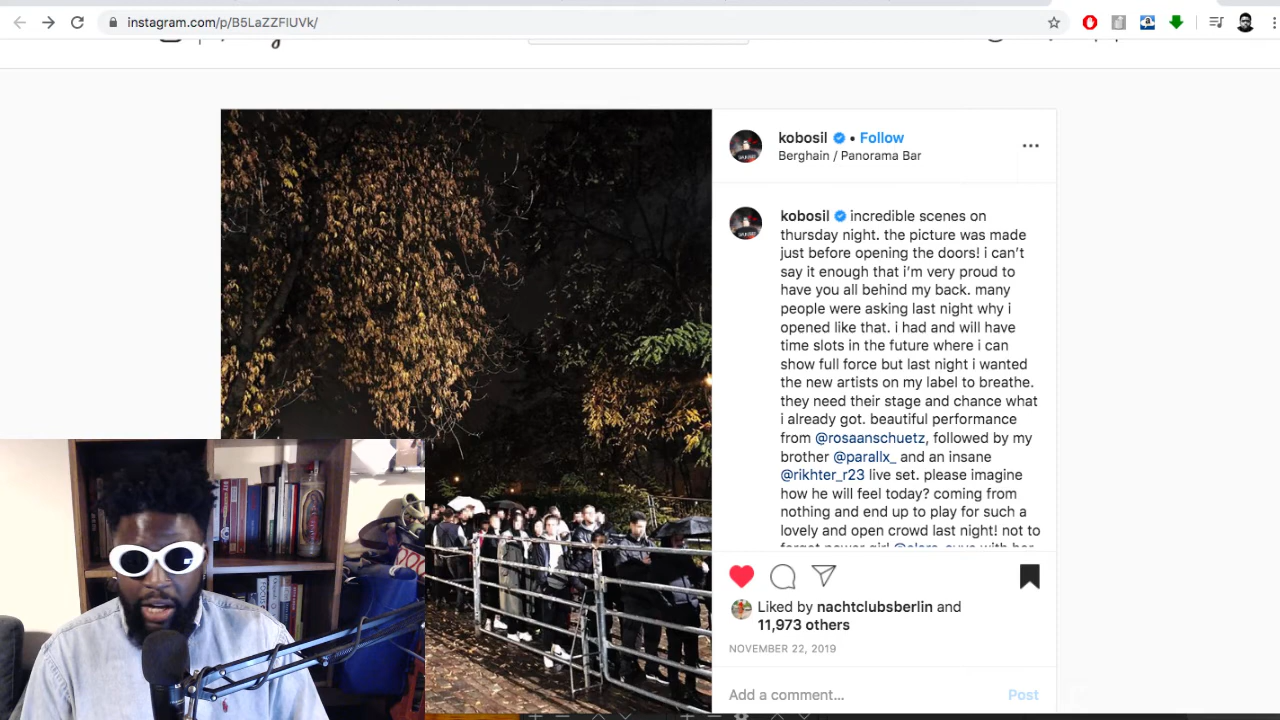 instagram.com/p/B5LaZZFIUVk/
kobosil • Follow
Berghain / Panorama Bar
kobosil incredible scenes on
thursday night. the picture was made
just before opening the doors! i can't
say it enough that i'm very proud to
have you all behind my back. many
people were asking last night why i
opened like that. i had and will have
time slots in the future where i can
show full force but last night i wanted
the new artists on my label to breathe.
they need their stage and chance what
i already got. beautiful performance
from @rosaanschuetz, followed by my
brother @parallx_ and an insane
@rikhter_r23 live set. please imagine
how he will feel today? coming from
nothing and end up to play for such a
lovely and open crowd last night! not to
Liked by nachtclubsberlin and
11,973 others
NOVEMBER 22, 2019
Add a comment... Post